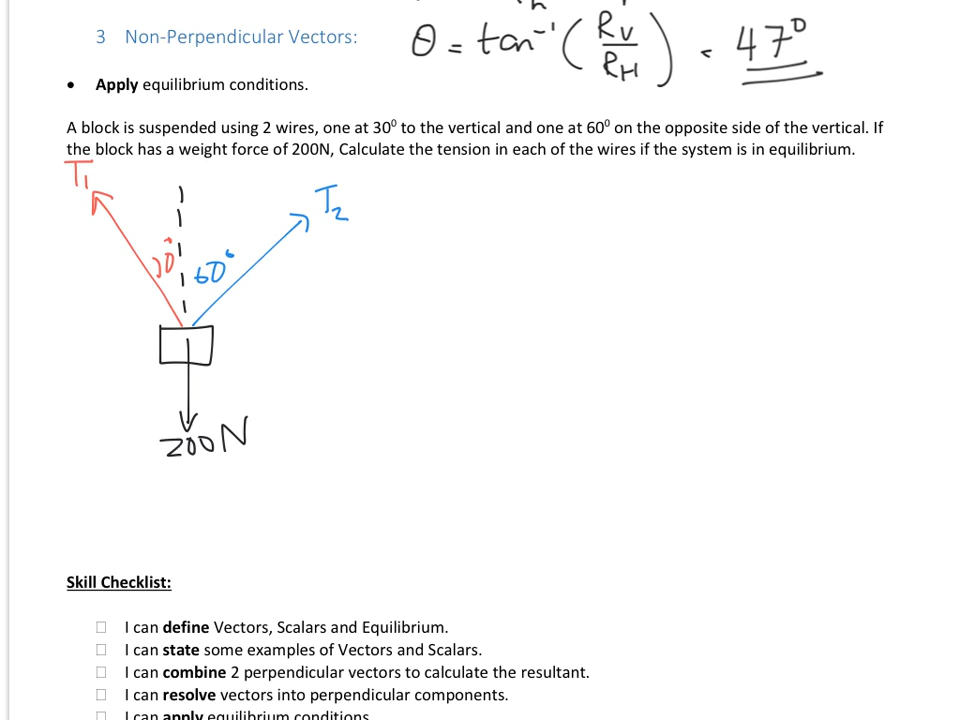 3 Non-Perpendicular Vectors:
θ = tan⁻¹ (Rv/RH) = 47⁰
• Apply equilibrium conditions.
A block is suspended using 2 wires, one at 30⁰ to the vertical and one at 60⁰ on the opposite side of the vertical. If
the block has a weight force of 200N, Calculate the tension in each of the wires if the system is in equilibrium.
T₁
T₂
30°
60°
200N
Skill Checklist:
☐ I can define Vectors, Scalars and Equilibrium.
☐ I can state some examples of Vectors and Scalars.
☐ I can combine 2 perpendicular vectors to calculate the resultant.
☐ I can resolve vectors into perpendicular components.
☐ I can apply equilibrium conditions.